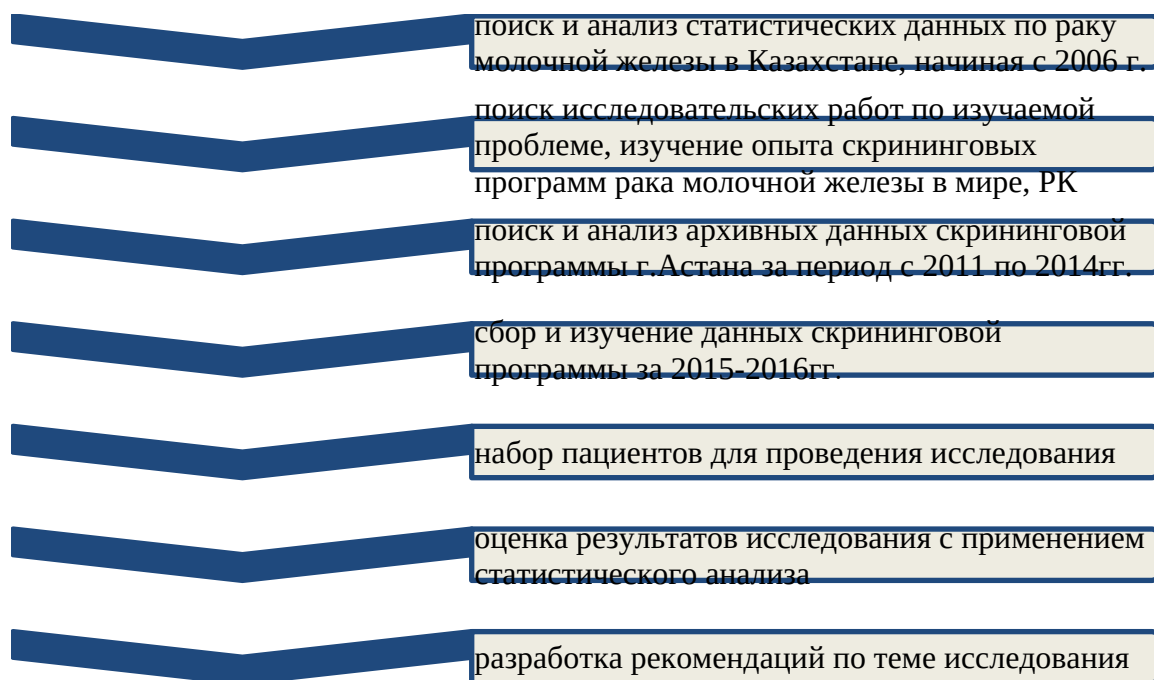 поиск и анализ статистических данных по раку
молочной железы в Казахстане, начиная с 2006 г.
поиск исследовательских работ по изучаемой
проблеме, изучение опыта скрининговых
программ рака молочной железы в мире, РК
поиск и анализ архивных данных скрининговой
программы г.Астана за период с 2011 по 2014гг.
сбор и изучение данных скрининговой
программы за 2015-2016гг.
набор пациентов для проведения исследования
оценка результатов исследования с применением
статистического анализа
разработка рекомендаций по теме исследования